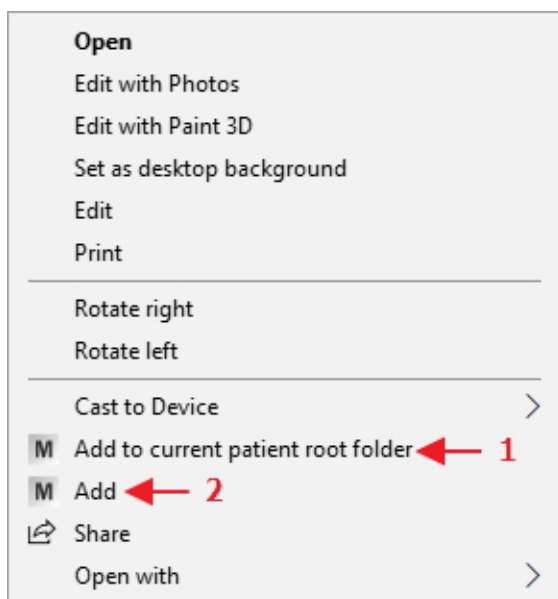 Open
Edit with Photos
Edit with Paint 3D
Set as desktop background
Edit
Print
Rotate right
Rotate left
Cast to Device
M Add to current patient root folder 1
M Add 2
Share
Open with